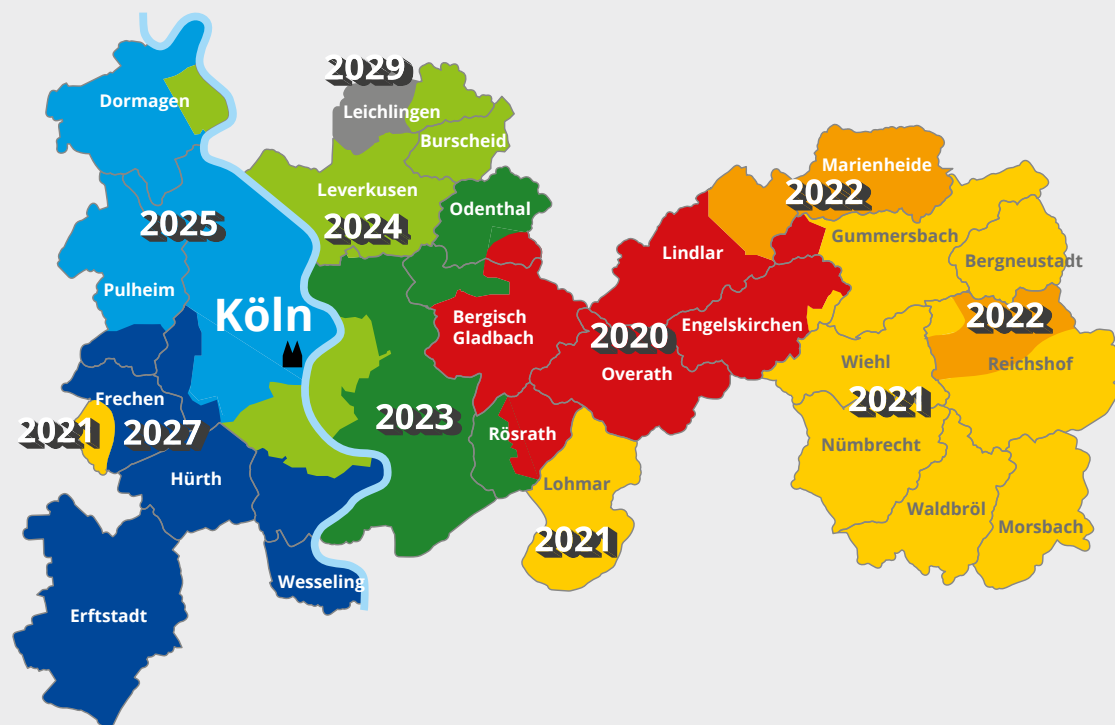 2029
Dormagen
Leichlingen
Burscheid
Marienheide
Leverkusen
2022
Odenthal
2025
2024
Gummersbach
Lindlar
Bergneustadt
Pulheim
Köln
Bergisch
Gladbach
Engelskirchen
2022
2020
Wiehl
Reichshof
Overath
Frechen
2021
2023
2021
2027
Rösrath
Nümbrecht
Hürth
Lohmar
Waldbröl
Morsbach
2021
Wesseling
Erftstadt